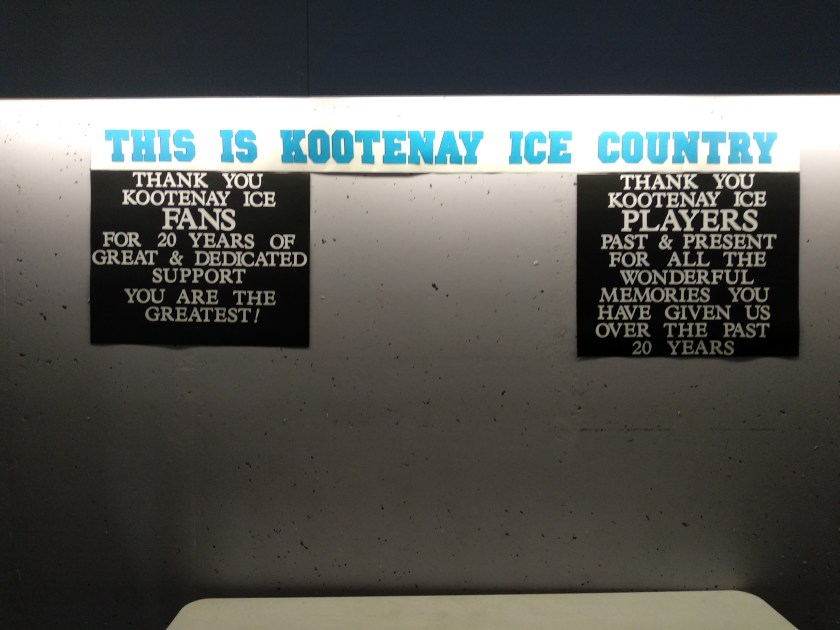 THIS IS KOOTENAY ICE COUNTRY
THANK YOU
KOOTENAY ICE
FANS
FOR 20 YEARS OF
GREAT & DEDICATED
SUPPORT
YOU ARE THE
GREATEST!
THANK YOU
KOOTENAY ICE
PLAYERS
PAST & PRESENT
FOR ALL THE
WONDERFUL
MEMORIES YOU
HAVE GIVEN US
OVER THE PAST
20 YEARS